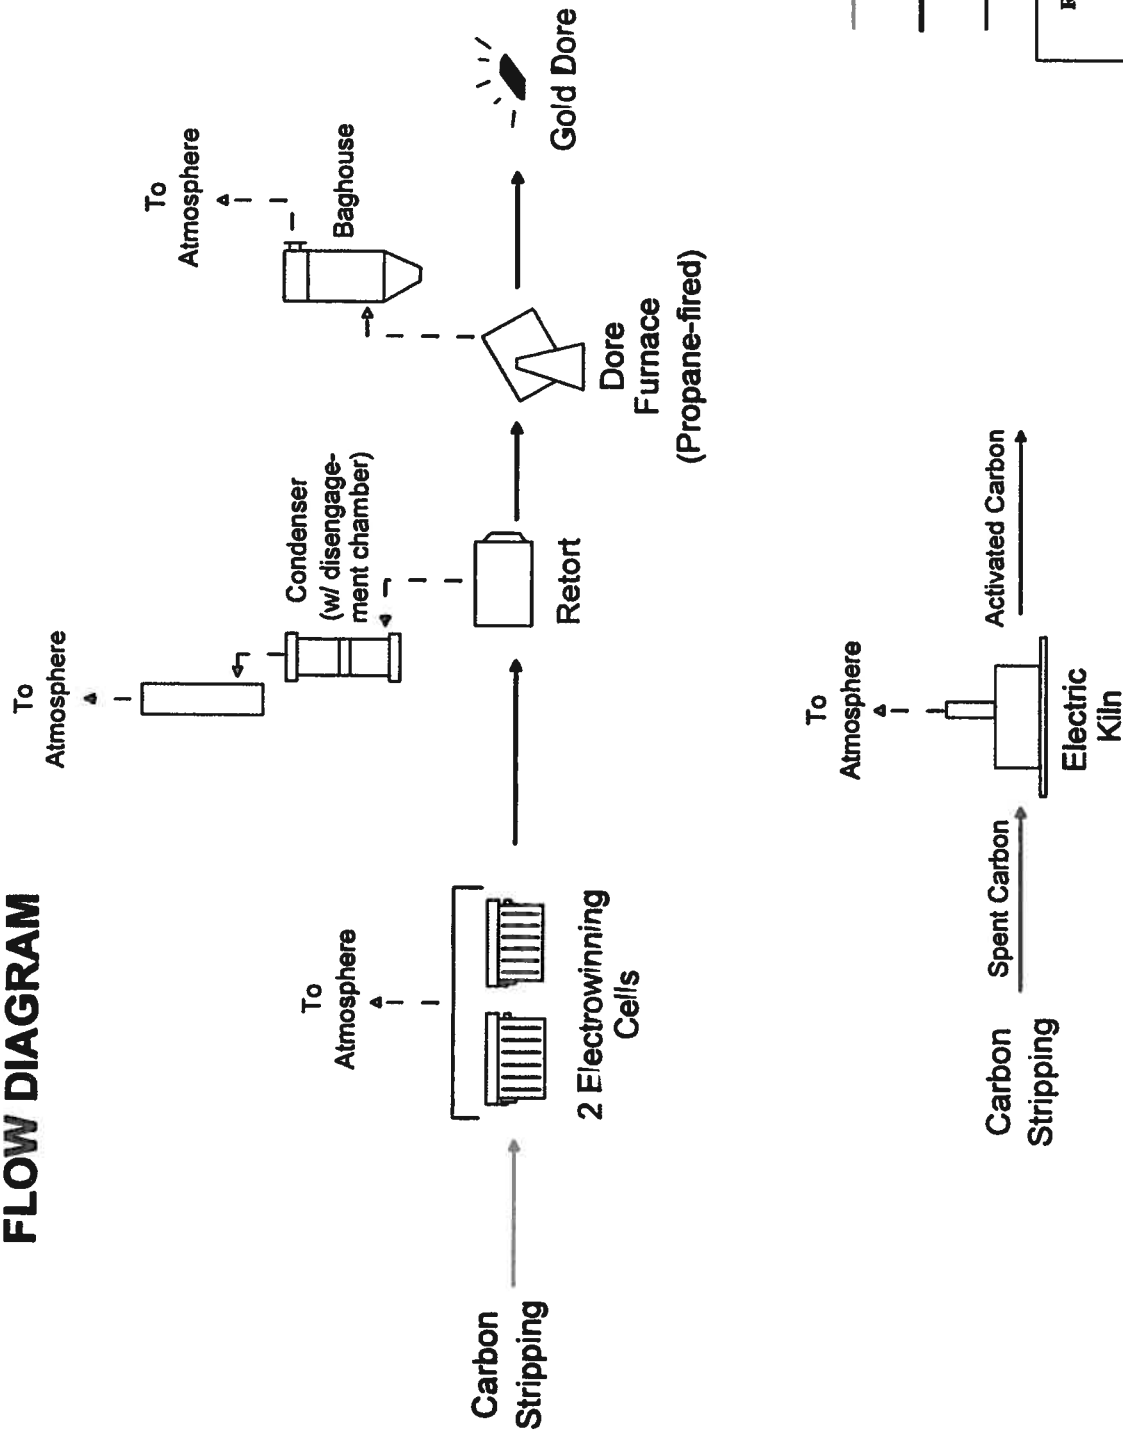 FLOW DIAGRAM
To
Atmosphere
To
Atmosphere
Condenser
(w/ disengage-
ment chamber)
To
Atmosphere
Baghouse
Carbon
Stripping
2 Electrowinning
Cells
Retort
Dore
Furnace
(Propane-fired)
Gold Dore
To
Atmosphere
Carbon
Stripping
Spent Carbon
Electric
Kiln
Activated Carbon